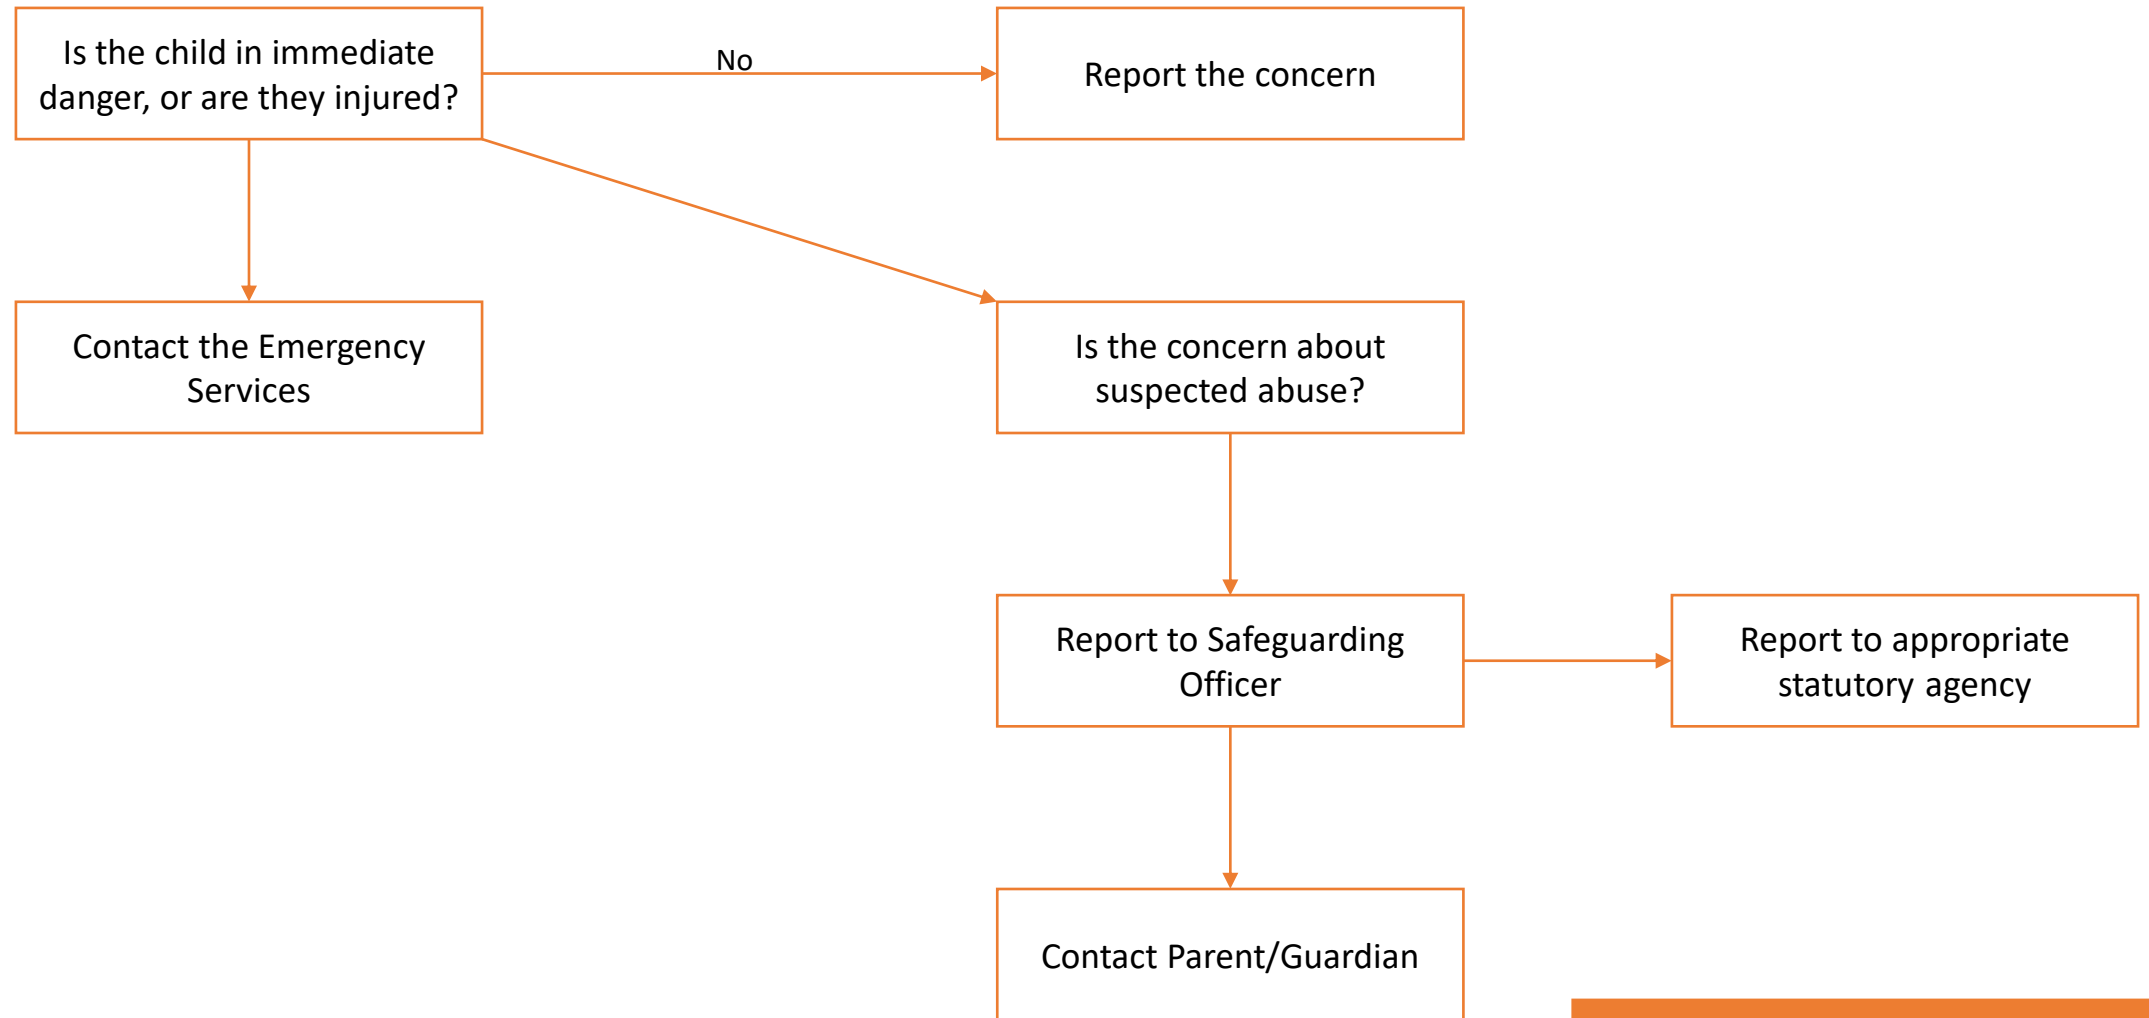 Is the child in immediate
danger, or are they injured?
No
Report the concern
Contact the Emergency
Services
Is the concern about
suspected abuse?
Report to Safeguarding
Officer
Report to appropriate
statutory agency
Contact Parent/Guardian